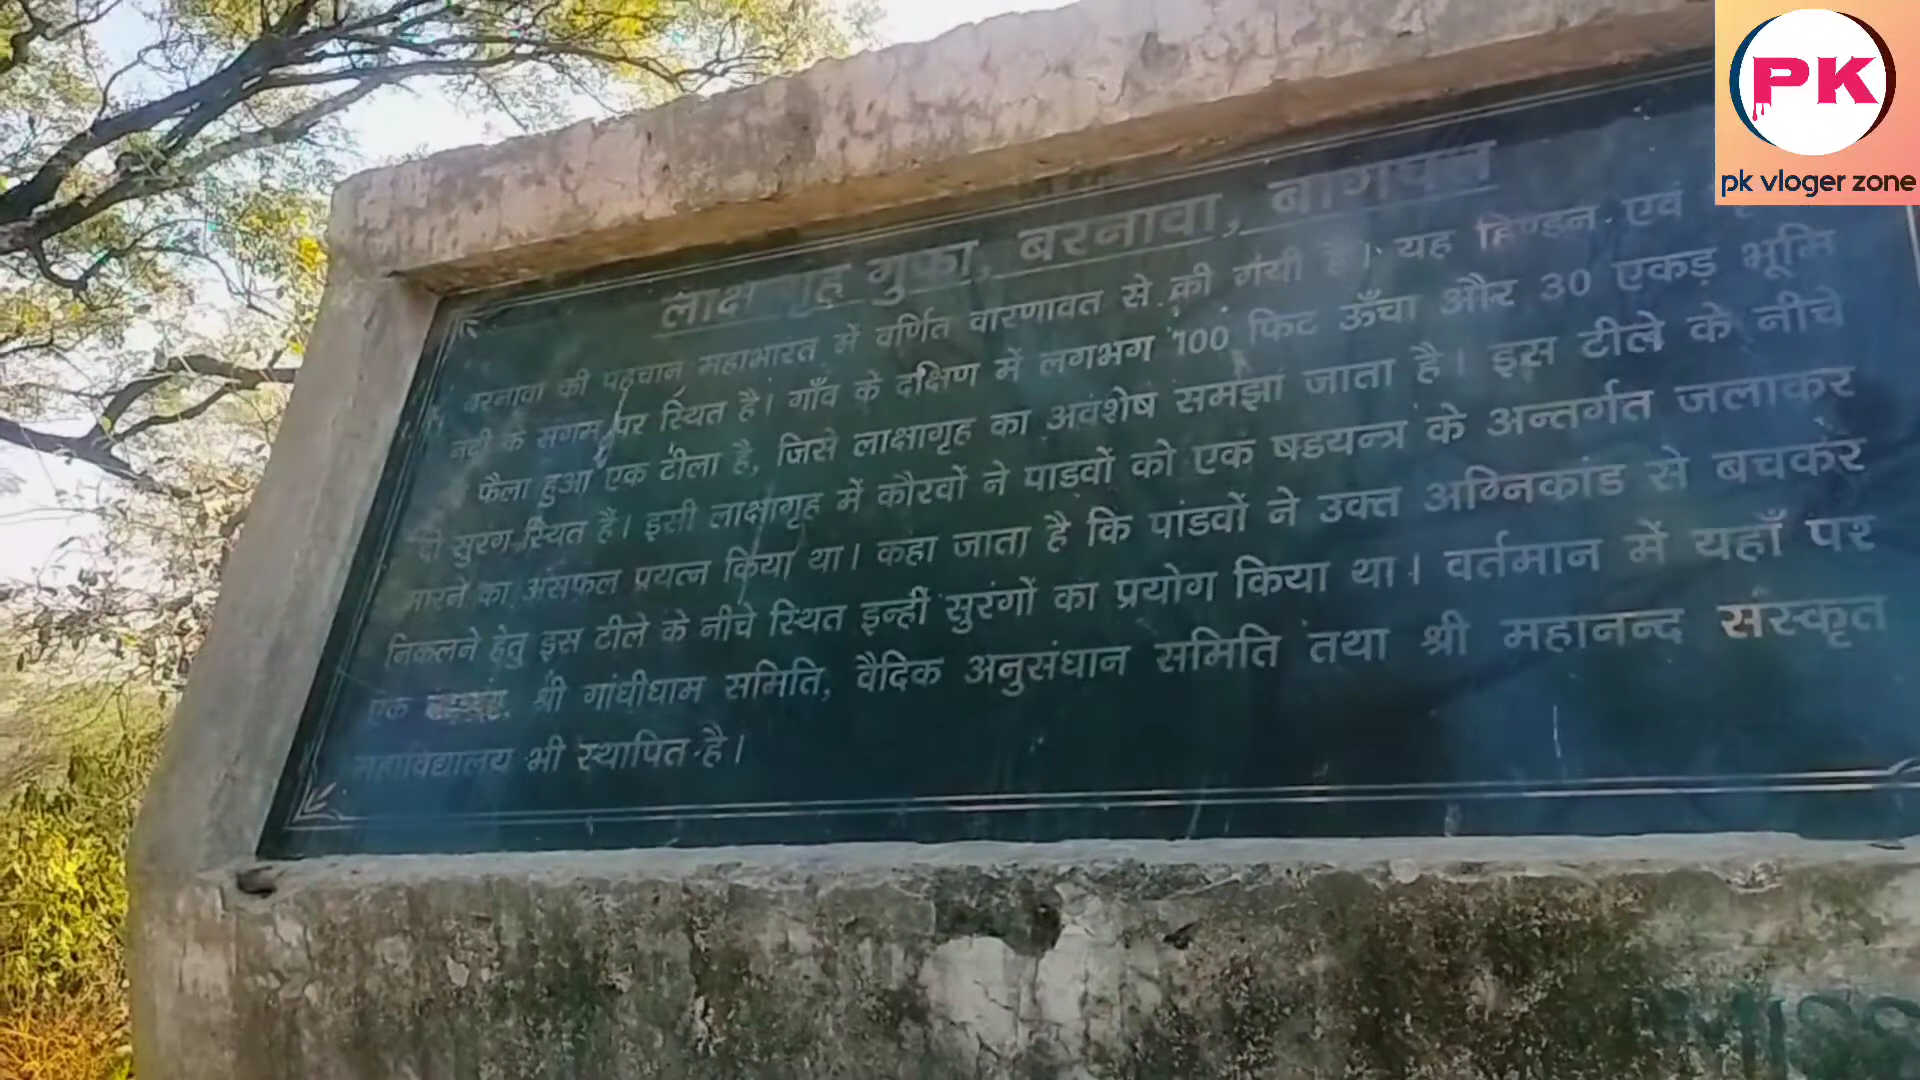 PK
pk vloger zone
लाक्षागृह गुफा, बरनावा, बागपत
बरनावा की पहचान महाभारत में वर्णित वारणावत से की गयी है। यह हिण्डन एवं
नदी के संगम पर स्थित है। गाँव के दक्षिण में लगभग 100 फिट ऊँचा और 30 एकड़ भूमि
फैला हुआ एक टीला है, जिसे लाक्षागृह का अवशेष समझा जाता है। इस टीले के नीचे
दो सुरंग स्थित हैं। इसी लाक्षागृह में कौरवों ने पाडवों को एक षडयन्त्र के अन्तर्गत जलाकर
मारने का असफल प्रयत्न किया था। कहा जाता है कि पांडवों ने उक्त अग्निकांड से बचकर
निकलने हेतु इस टीले के नीचे स्थित इन्हीं सुरंगों का प्रयोग किया था। वर्तमान में यहाँ पर
एक श्री गांधीधाम समिति, वैदिक अनुसंधान समिति तथा श्री महानन्द संस्कृत
महाविद्यालय भी स्थापित है।